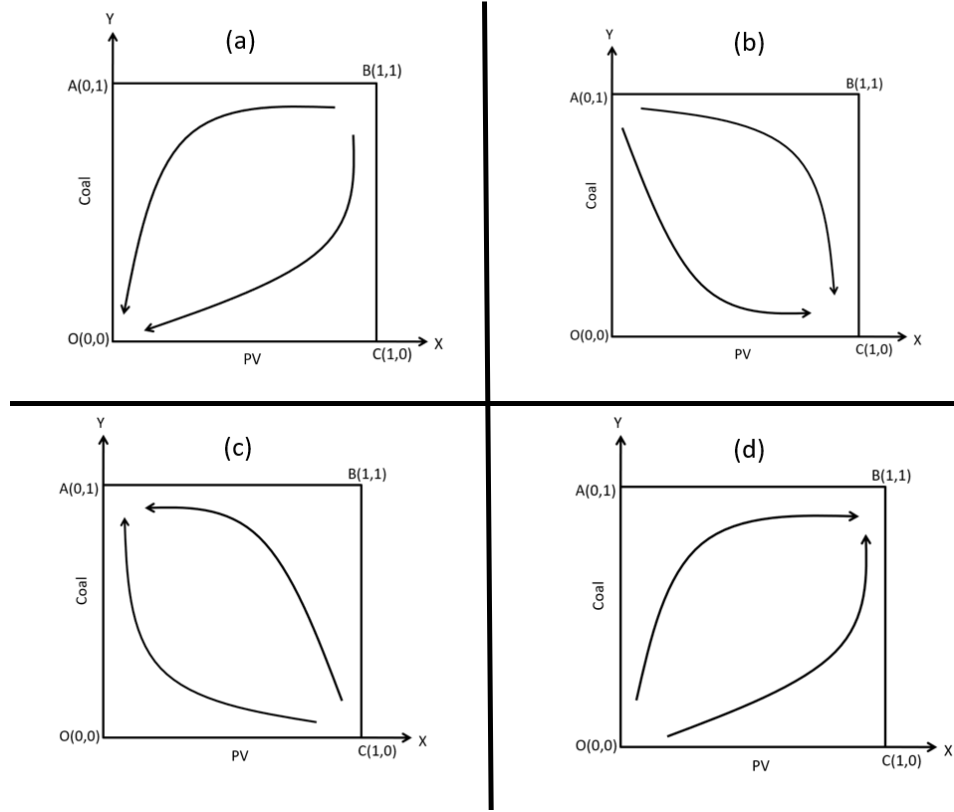 Y
(a)
B(1,1)
A(0,1)
Coal
O(0,0)
X
PV
C(1,0)
Y
(b)
B(1,1)
A(0,1)
Coal
O(0,0)
X
PV
C(1,0)
Y
(c)
B(1,1)
A(0,1)
Coal
O(0,0)
X
PV
C(1,0)
Y
(d)
B(1,1)
A(0,1)
Coal
O(0,0)
X
PV
C(1,0)